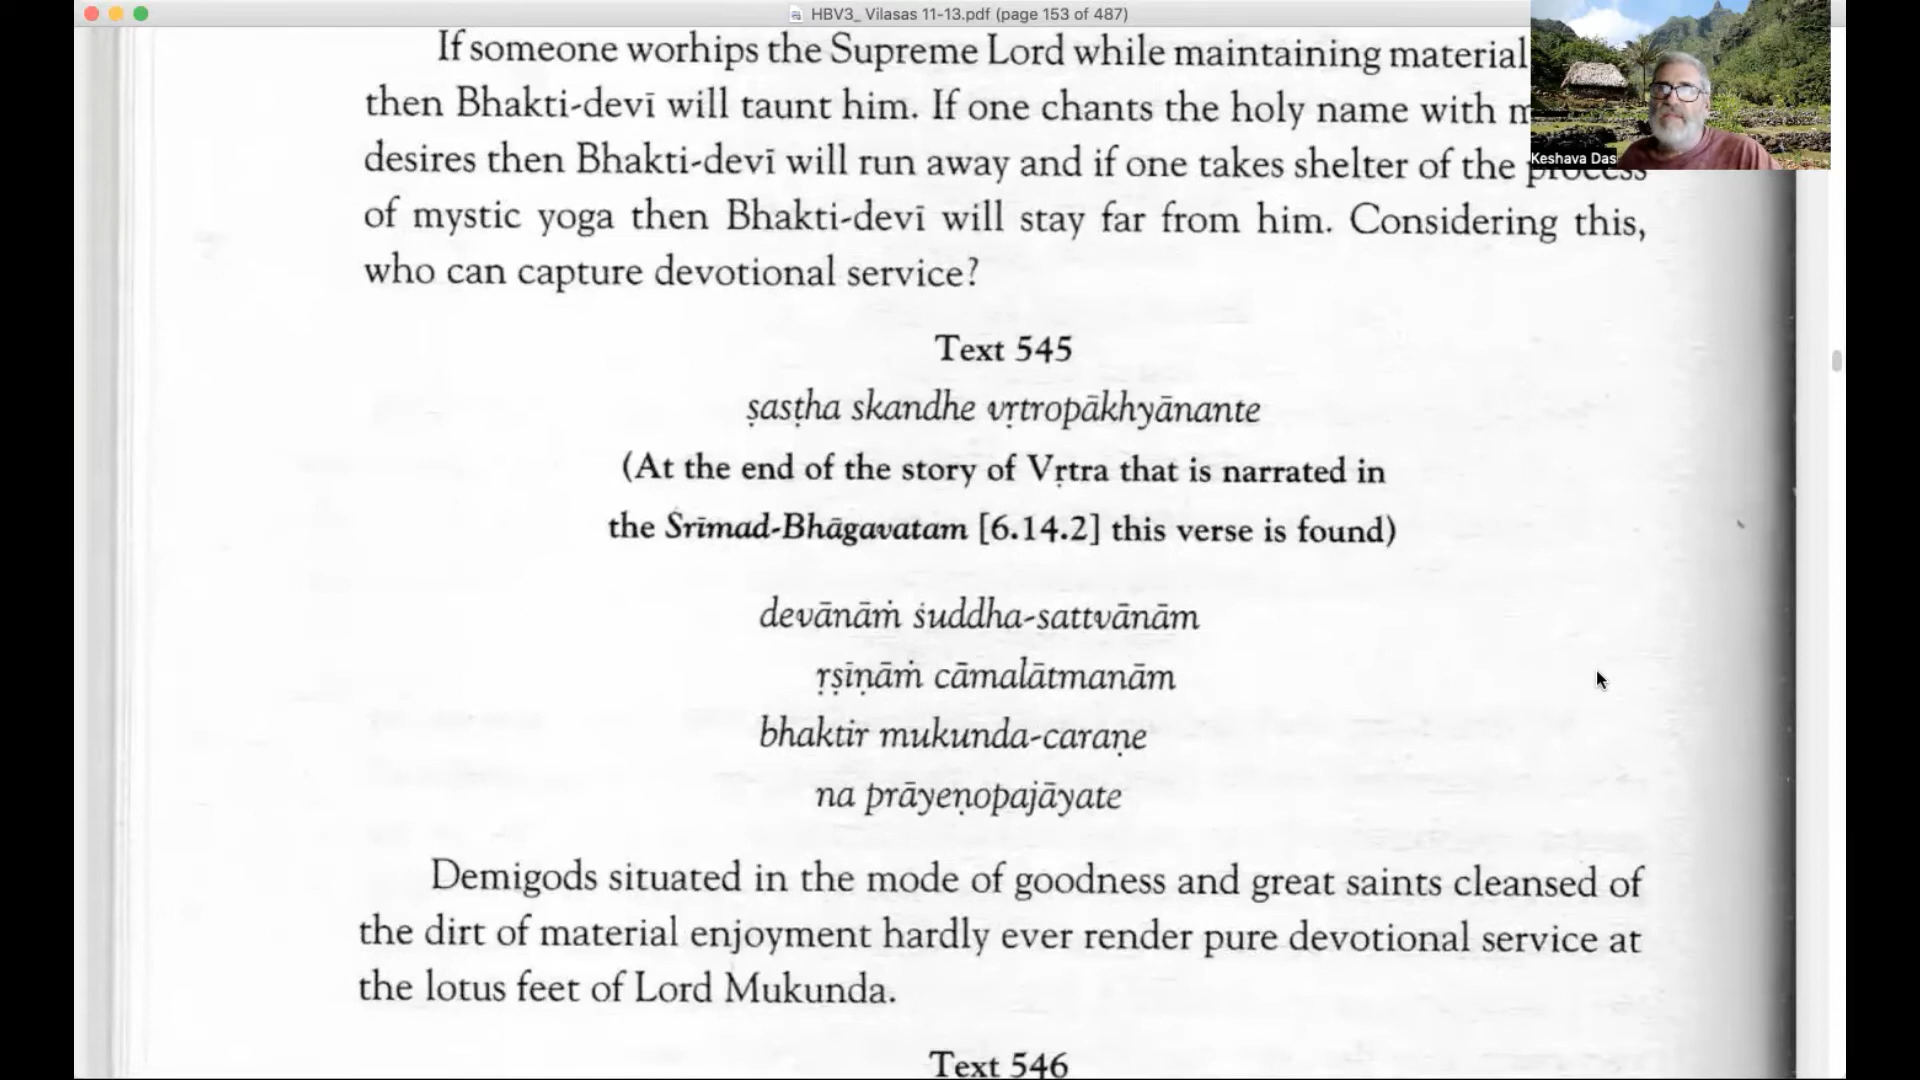 HBV3_ Vilasas 11-13.pdf (page 153 of 487)
If someone worhips the Supreme Lord while maintaining material
then Bhakti-devī will taunt him. If one chants the holy name with
desires then Bhakti-devī will run away and if one takes shelter of the process
of mystic yoga then Bhakti-devī will stay far from him. Considering this,
who can capture devotional service?
Keshava Das
Text 545
ṣaṣṭha skandhe vṛtropākhyānante
(At the end of the story of Vṛtra that is narrated in
the Śrīmad-Bhāgavatam [6.14.2] this verse is found)
devānāṁ śuddha-sattvānām
ṛṣīṇāṁ cāmalātmanām
bhaktir mukunda-caraṇe
na prāyeṇopajāyate
Demigods situated in the mode of goodness and great saints cleansed of
the dirt of material enjoyment hardly ever render pure devotional service at
the lotus feet of Lord Mukunda.
Text 546